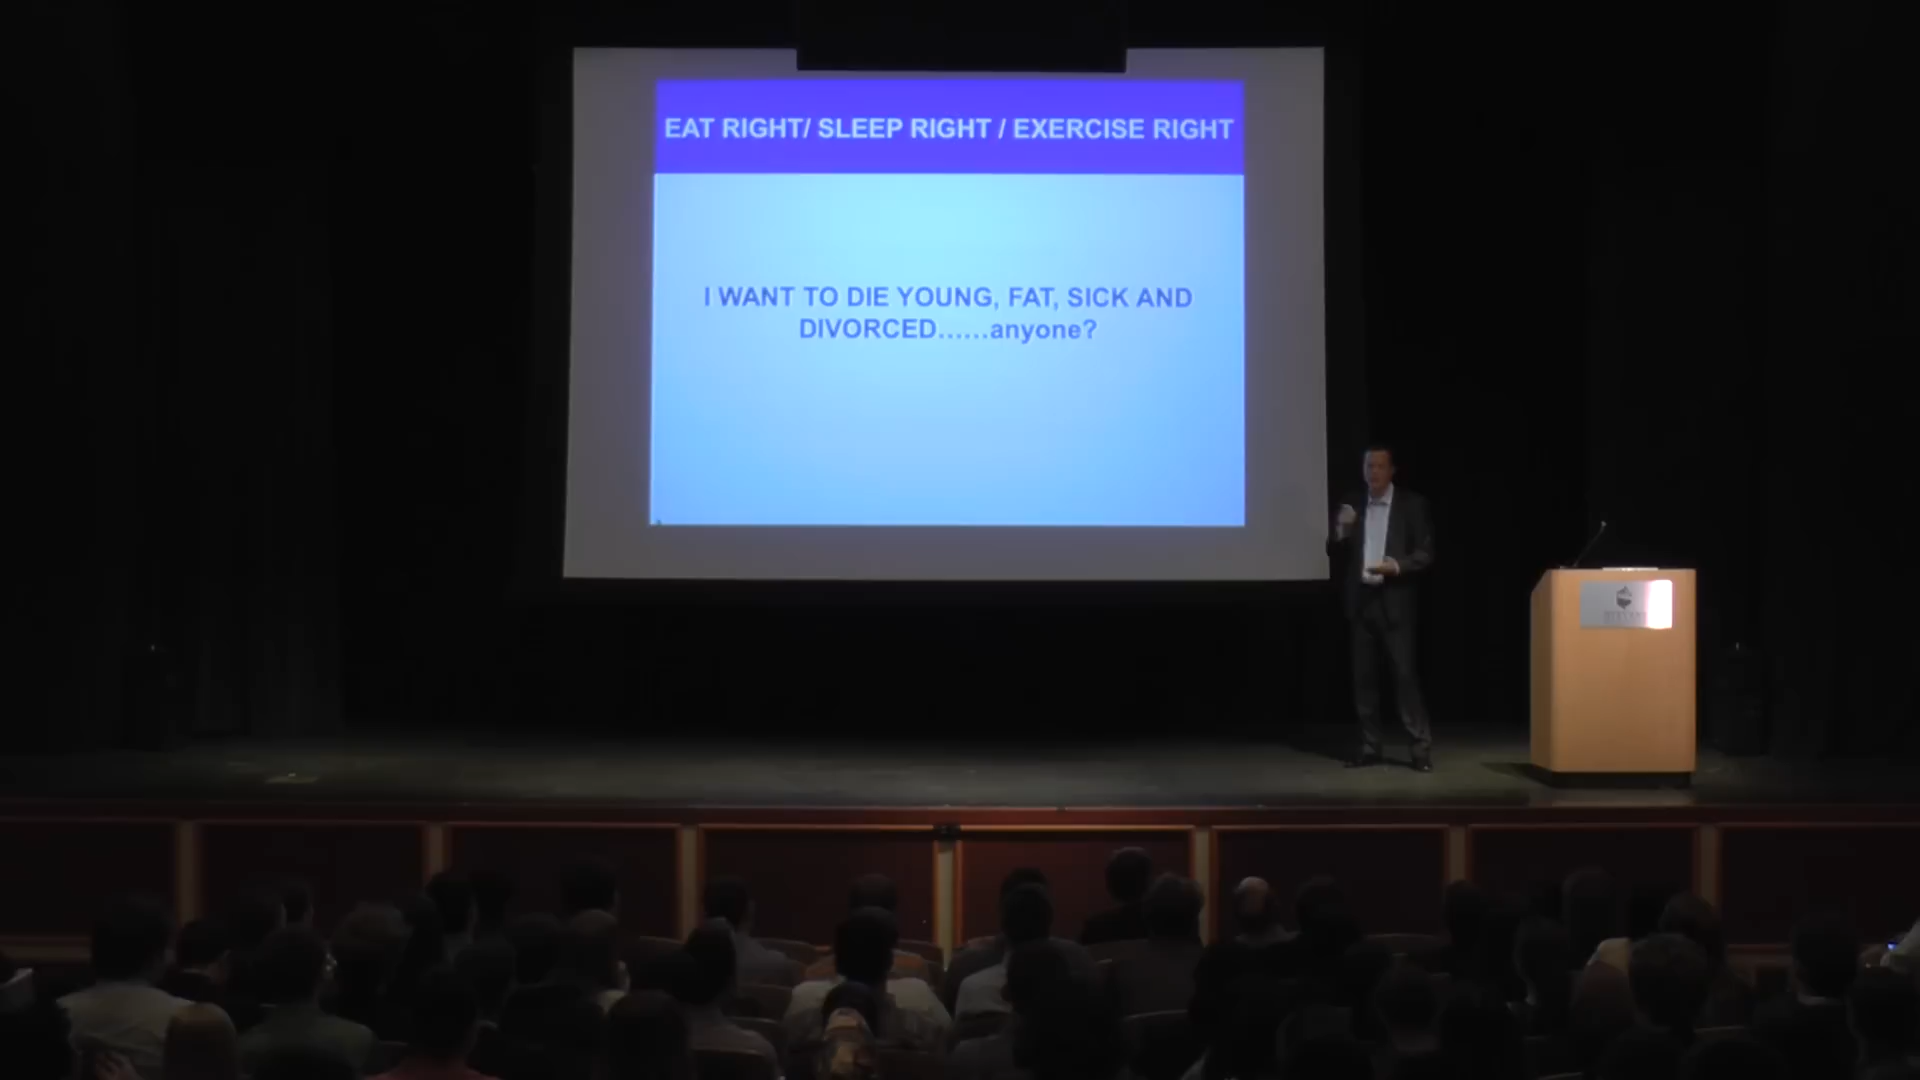 EAT RIGHT/ SLEEP RIGHT / EXERCISE RIGHT
I WANT TO DIE YOUNG, FAT, SICK AND
DIVORCED……anyone?